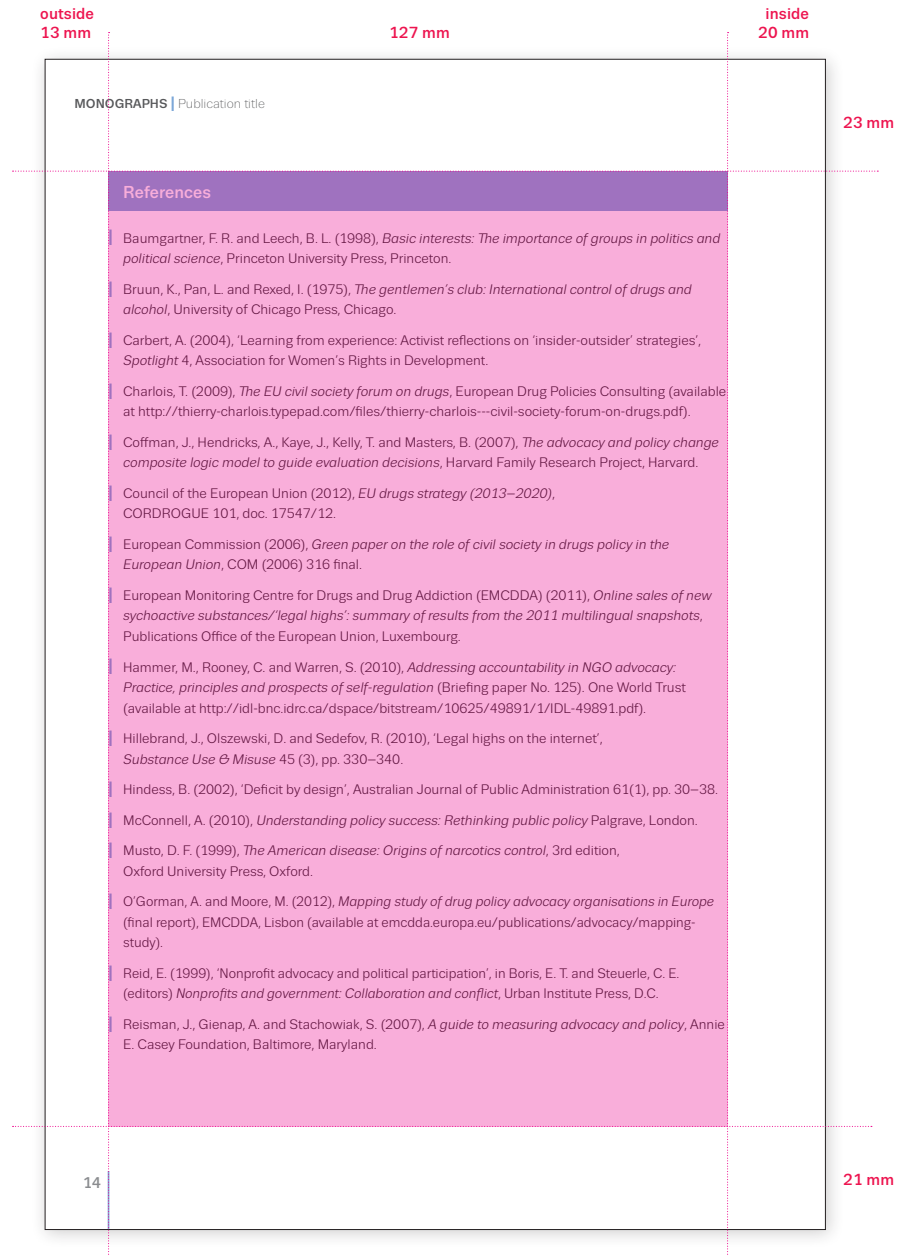 outside
13 mm
127 mm
inside
20 mm
MONOGRAPHS | Publication title
23 mm
References
Baumgartner, F. R. and Leech, B. L. (1998), Basic interests: The importance of groups in politics and
political science, Princeton University Press, Princeton.
Bruun, K., Pan, L. and Rexed, I. (1975), The gentlemen's club: International control of drugs and
alcohol, University of Chicago Press, Chicago.
Carbert, A. (2004), 'Learning from experience: Activist reflections on 'insider-outsider' strategies',
Spotlight 4, Association for Women's Rights in Development.
Charlois, T. (2009), The EU civil society forum on drugs, European Drug Policies Consulting (available
at http://thierry-charlois.typepad.com/files/thierry-charlois---civil-society-forum-on-drugs.pdf).
Coffman, J., Hendricks, A., Kaye, J., Kelly, T. and Masters, B. (2007), The advocacy and policy change
composite logic model to guide evaluation decisions, Harvard Family Research Project, Harvard.
Council of the European Union (2012), EU drugs strategy (2013–2020),
CORDROGUE 101, doc. 17547/12.
European Commission (2006), Green paper on the role of civil society in drugs policy in the
European Union, COM (2006) 316 final.
European Monitoring Centre for Drugs and Drug Addiction (EMCDDA) (2011), Online sales of new
sychoactive substances/'legal highs': summary of results from the 2011 multilingual snapshots,
Publications Office of the European Union, Luxembourg.
Hammer, M., Rooney, C. and Warren, S. (2010), Addressing accountability in NGO advocacy:
Practice, principles and prospects of self-regulation (Briefing paper No. 125). One World Trust
(available at http://idl-bnc.idrc.ca/dspace/bitstream/10625/49891/1/IDL-49891.pdf).
Hillebrand, J., Olszewski, D. and Sedefov, R. (2010), 'Legal highs on the internet',
Substance Use & Misuse 45 (3), pp. 330–340.
Hindess, B. (2002), 'Deficit by design', Australian Journal of Public Administration 61(1), pp. 30–38.
McConnell, A. (2010), Understanding policy success: Rethinking public policy Palgrave, London.
Musto, D. F. (1999), The American disease: Origins of narcotics control, 3rd edition,
Oxford University Press, Oxford.
O'Gorman, A. and Moore, M. (2012), Mapping study of drug policy advocacy organisations in Europe
(final report), EMCDDA, Lisbon (available at emcdda.europa.eu/publications/advocacy/mapping-
study).
Reid, E. (1999), 'Nonprofit advocacy and political participation', in Boris, E. T. and Steuerle, C. E.
(editors) Nonprofits and government: Collaboration and conflict, Urban Institute Press, D.C.
Reisman, J., Gienap, A. and Stachowiak, S. (2007), A guide to measuring advocacy and policy, Annie
E. Casey Foundation, Baltimore, Maryland.
14
21 mm